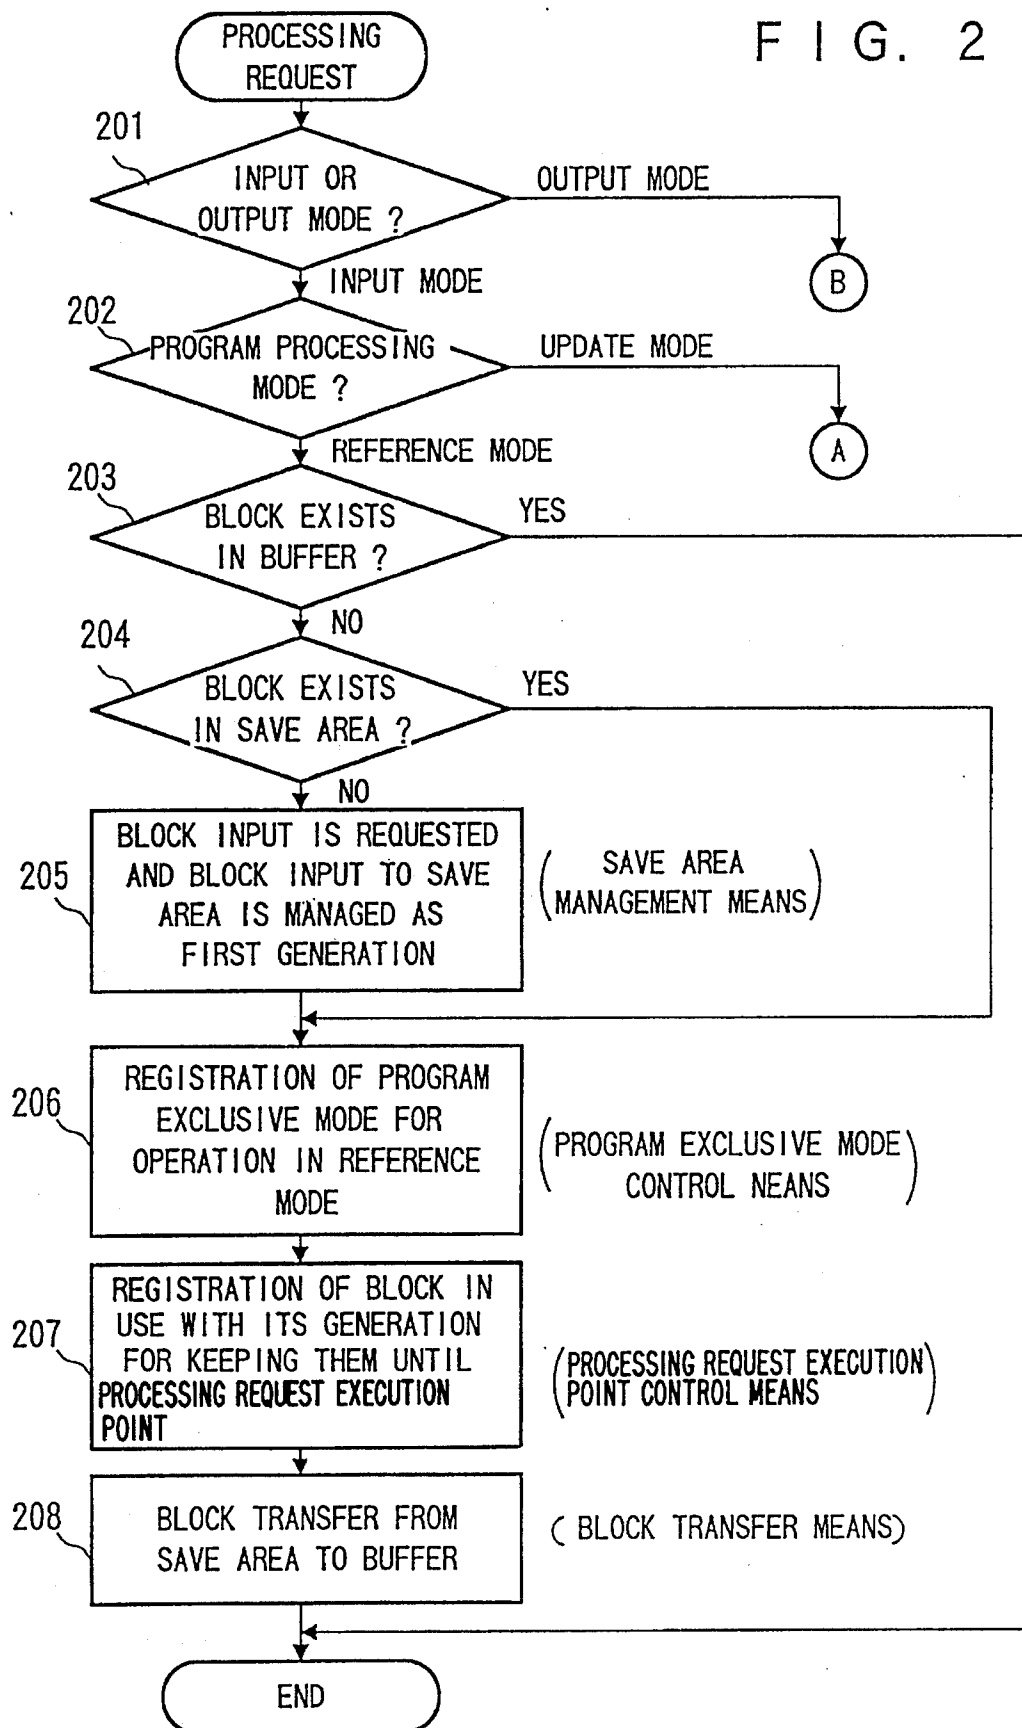 FIG. 2
PROCESSING
REQUEST
201
INPUT OR
OUTPUT MODE ?
OUTPUT MODE
B
INPUT MODE
202
PROGRAM PROCESSING
MODE ?
UPDATE MODE
A
REFERENCE MODE
203
BLOCK EXISTS
IN BUFFER ?
YES
NO
204
BLOCK EXISTS
IN SAVE AREA ?
YES
NO
205
BLOCK INPUT IS REQUESTED
AND BLOCK INPUT TO SAVE
AREA IS MANAGED AS
FIRST GENERATION
(SAVE AREA
MANAGEMENT MEANS)
206
REGISTRATION OF PROGRAM
EXCLUSIVE MODE FOR
OPERATION IN REFERENCE
MODE
(PROGRAM EXCLUSIVE MODE
CONTROL NEANS)
207
REGISTRATION OF BLOCK IN
USE WITH ITS GENERATION
FOR KEEPING THEM UNTIL
PROCESSING REQUEST EXECUTION
POINT
(PROCESSING REQUEST EXECUTION
POINT CONTROL MEANS)
208
BLOCK TRANSFER FROM
SAVE AREA TO BUFFER
(BLOCK TRANSFER MEANS)
END